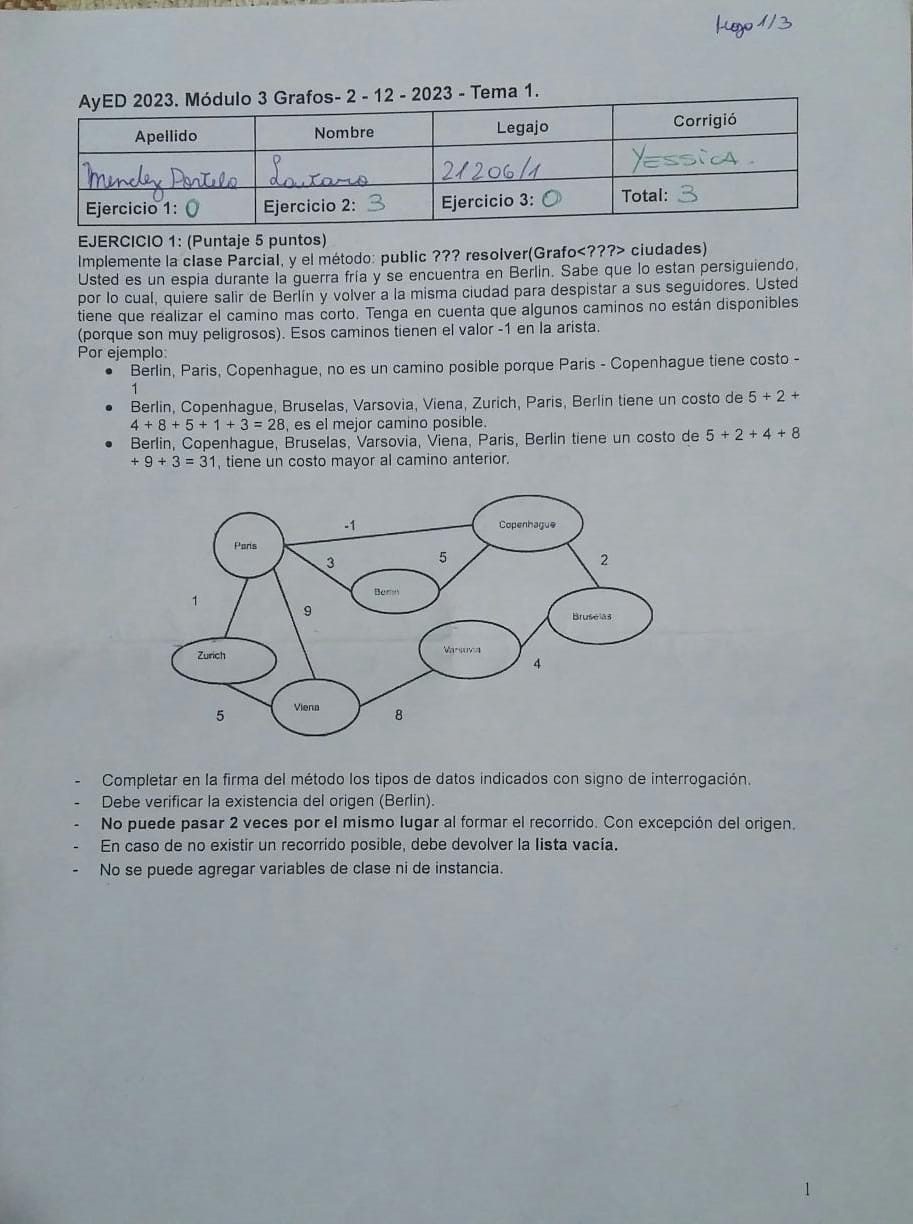 Hugo 1/3
AyED 2023. Módulo 3 Grafos- 2 - 12 - 2023 - Tema 1.
Apellido Nombre Legajo Corrigió
Mendez Portela Lautaro 21206/1 YESSICA.
Ejercicio 1: 0 Ejercicio 2: 3 Ejercicio 3: 0 Total: 3
EJERCICIO 1: (Puntaje 5 puntos)
Implemente la clase Parcial, y el método: public ??? resolver(Grafo<???> ciudades)
Usted es un espia durante la guerra fría y se encuentra en Berlin. Sabe que lo estan persiguiendo,
por lo cual, quiere salir de Berlín y volver a la misma ciudad para despistar a sus seguidores. Usted
tiene que realizar el camino mas corto. Tenga en cuenta que algunos caminos no están disponibles
(porque son muy peligrosos). Esos caminos tienen el valor -1 en la arista.
Por ejemplo:
• Berlin, Paris, Copenhague, no es un camino posible porque Paris - Copenhague tiene costo -
1
• Berlin, Copenhague, Bruselas, Varsovia, Viena, Zurich, Paris, Berlin tiene un costo de 5 + 2 +
4 + 8 + 5 + 1 + 3 = 28, es el mejor camino posible.
• Berlin, Copenhague, Bruselas, Varsovia, Viena, Paris, Berlin tiene un costo de 5 + 2 + 4 + 8
+ 9 + 3 = 31, tiene un costo mayor al camino anterior.
-1
Copenhague
Paris
3
5
2
Berlin
1
9
Bruselas
Varsovia
Zurich
4
Viena
5
8
- Completar en la firma del método los tipos de datos indicados con signo de interrogación.
- Debe verificar la existencia del origen (Berlin).
- No puede pasar 2 veces por el mismo lugar al formar el recorrido. Con excepción del origen.
- En caso de no existir un recorrido posible, debe devolver la lista vacía.
- No se puede agregar variables de clase ni de instancia.
1